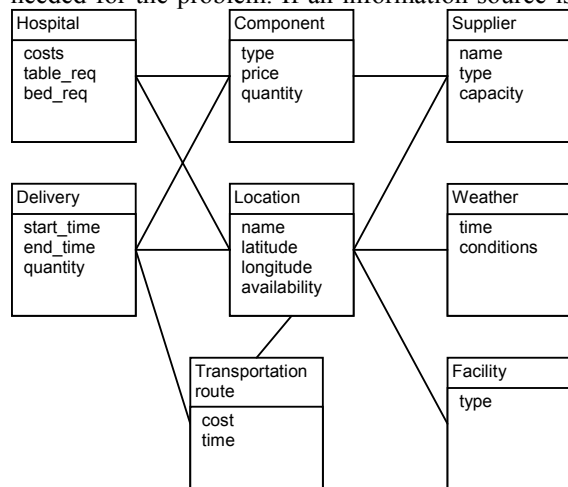 needed for the problem. If an information source is
Hospital
costs
table_req
bed_req
Component
type
price
quantity
Supplier
name
type
capacity
Delivery
start_time
end_time
quantity
Location
name
latitude
longitude
availability
Weather
time
conditions
Transportation
route
cost
time
Facility
type